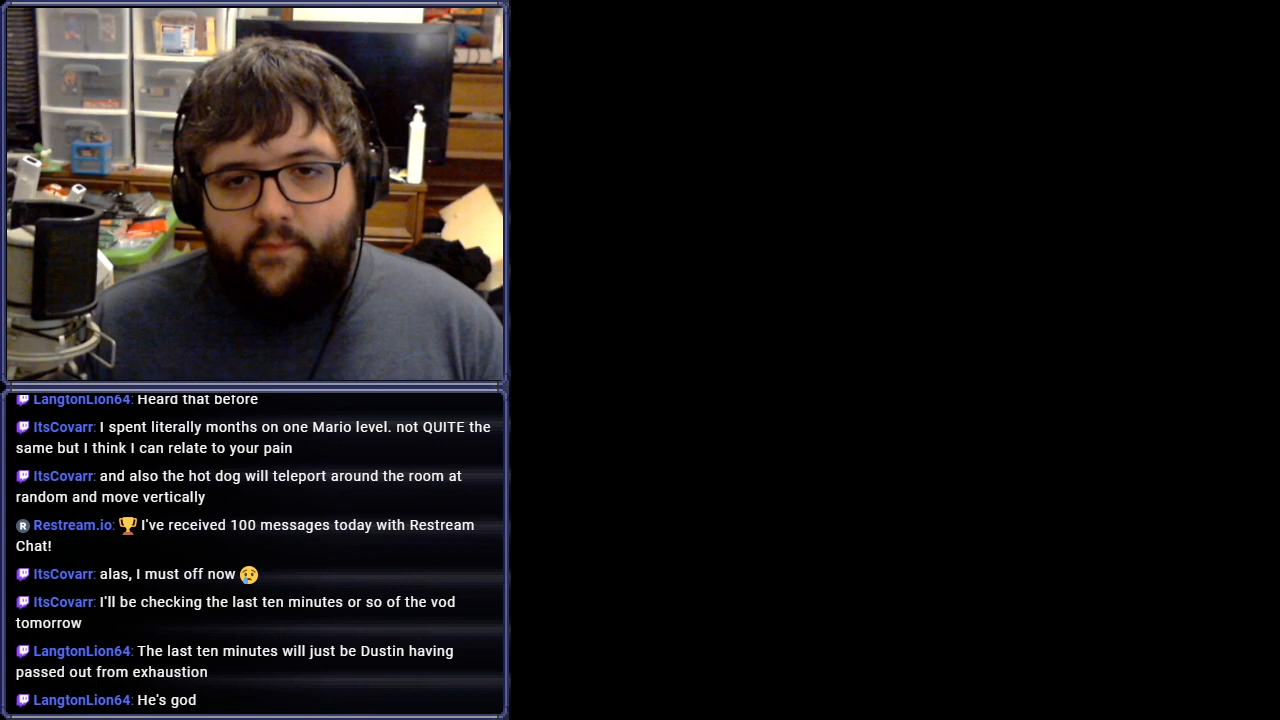 LangtonLion64: Heard that before
ItsCovarr: I spent literally months on one Mario level. not QUITE the
same but I think I can relate to your pain
ItsCovarr: and also the hot dog will teleport around the room at
random and move vertically
Restream.io: 🏆 I've received 100 messages today with Restream
Chat!
ItsCovarr: alas, I must off now 😢
ItsCovarr: I'll be checking the last ten minutes or so of the vod
tomorrow
LangtonLion64: The last ten minutes will just be Dustin having
passed out from exhaustion
LangtonLion64: He's god